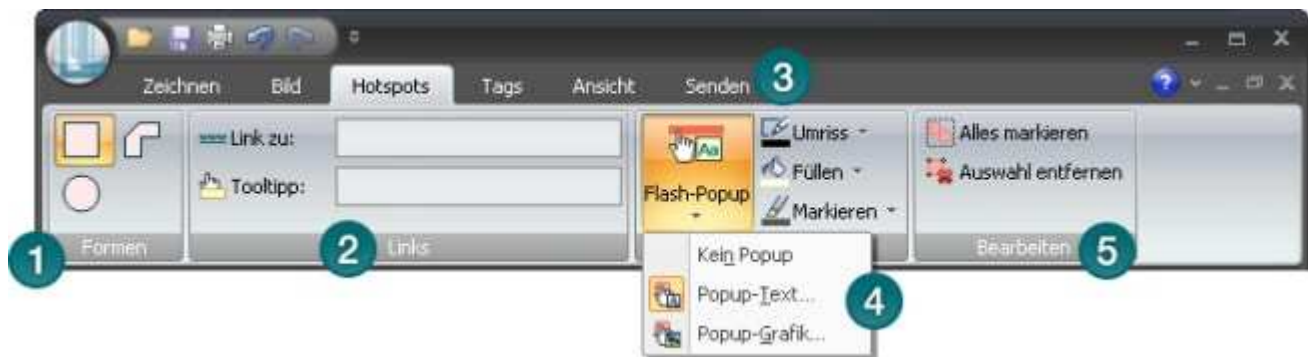 Zeichnen Bild Hotspots Tags Ansicht Senden 3
Link zu:
Tooltipp:
Flash-Popup
Umriss
Füllen
Markieren
Alles markieren
Auswahl entfernen
1 Formen
2 Links
Bearbeiten 5
Kein Popup
Popup-Text...
Popup-Grafik...
4
Aa
?